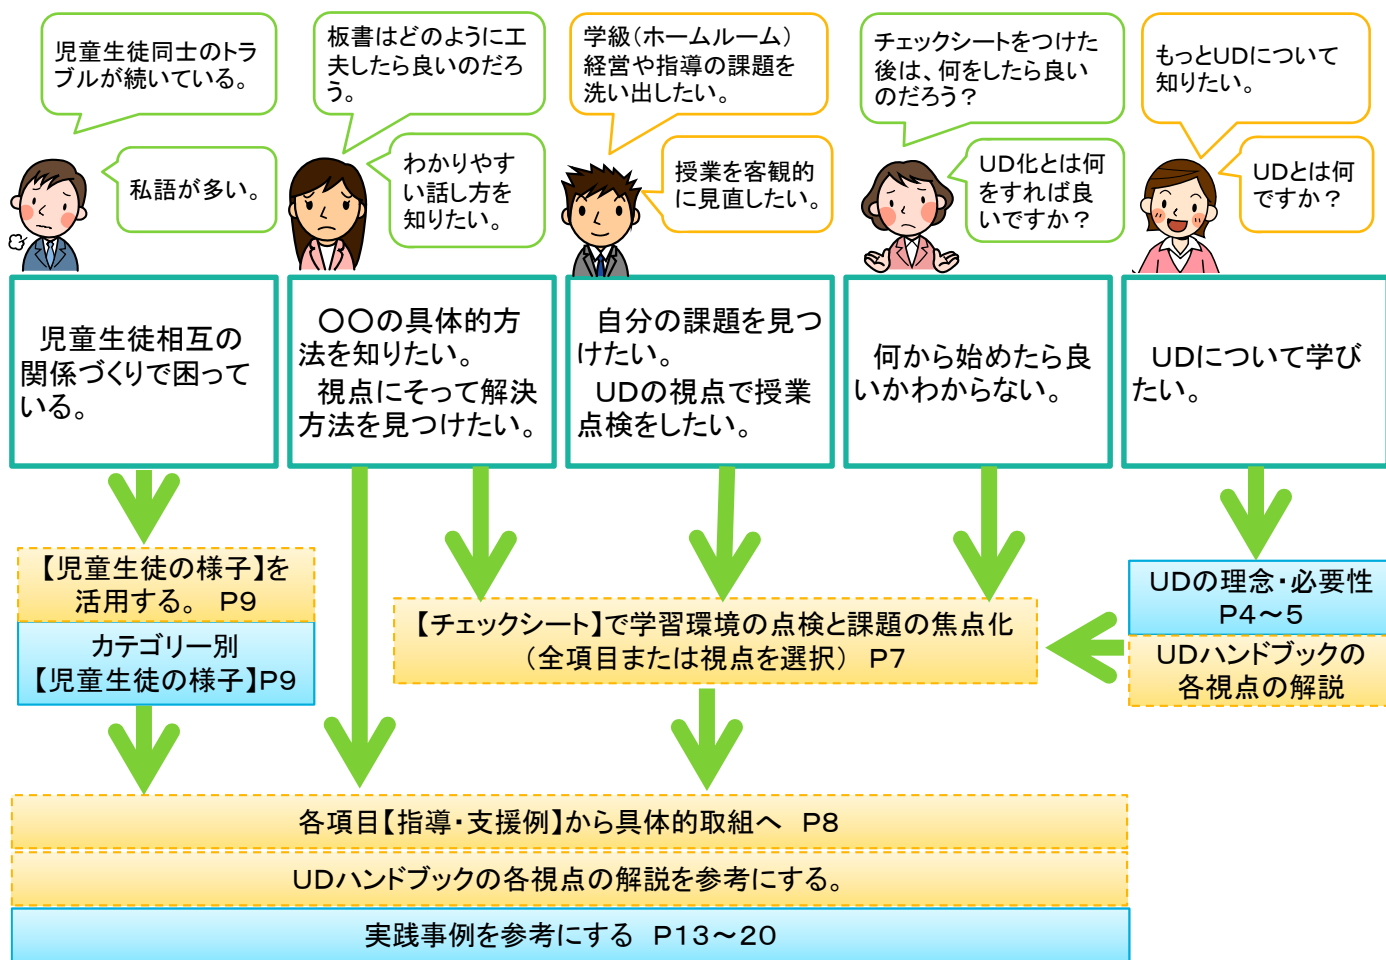 児童生徒同士のトラ
ブルが続いている。
私語が多い。
板書はどのように工
夫したら良いのだろ
う。
わかりやす
い話し方を
知りたい。
学級（ホームルーム）
経営や指導の課題を
洗い出したい。
授業を客観的
に見直したい。
チェックシートをつけた
後は、何をしたら良い
のだろう？
ＵＤ化とは何
をすれば良
いですか？
もっとＵＤについて
知りたい。
ＵＤとは何
ですか？
児童生徒相互の
関係づくりで困って
いる。
〇〇の具体的方
法を知りたい。
視点にそって解決
方法を見つけたい。
自分の課題を見つ
けたい。
ＵＤの視点で授業
点検をしたい。
何から始めたら良
いかわからない。
ＵＤについて学び
たい。
【児童生徒の様子】を
活用する。 Ｐ９
カテゴリー別
【児童生徒の様子】Ｐ９
【チェックシート】で学習環境の点検と課題の焦点化
（全項目または視点を選択） Ｐ７
ＵＤの理念・必要性
Ｐ４～５
ＵＤハンドブックの
各視点の解説
各項目【指導・支援例】から具体的取組へ Ｐ８
ＵＤハンドブックの各視点の解説を参考にする。
実践事例を参考にする Ｐ１３～２０